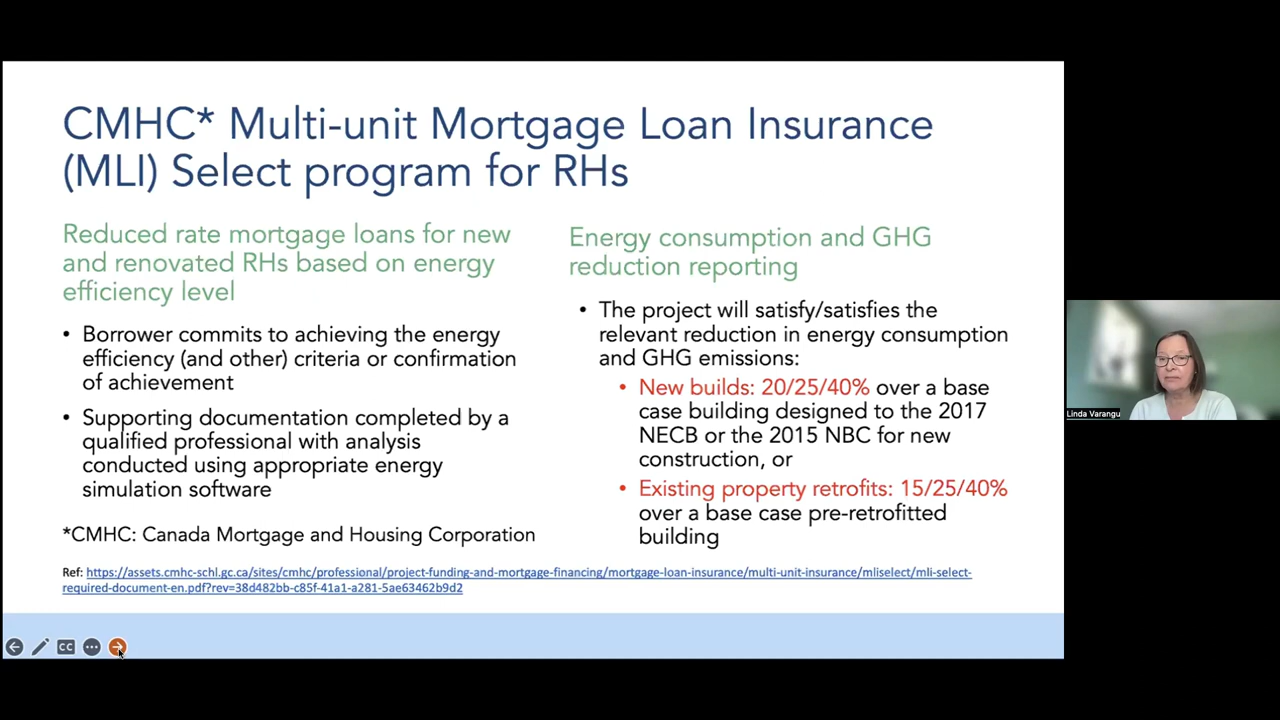 CMHC* Multi-unit Mortgage Loan Insurance
(MLI) Select program for RHs
Reduced rate mortgage loans for new
and renovated RHs based on energy
efficiency level
• Borrower commits to achieving the energy
efficiency (and other) criteria or confirmation
of achievement
• Supporting documentation completed by a
qualified professional with analysis
conducted using appropriate energy
simulation software
*CMHC: Canada Mortgage and Housing Corporation
Energy consumption and GHG
reduction reporting
• The project will satisfy/satisfies the
relevant reduction in energy consumption
and GHG emissions:
• New builds: 20/25/40% over a base
case building designed to the 2017
NECB or the 2015 NBC for new
construction, or
• Existing property retrofits: 15/25/40%
over a base case pre-retrofitted
building
Ref: https://assets.cmhc-schl.gc.ca/sites/cmhc/professional/project-funding-and-mortgage-financing/mortgage-loan-insurance/multi-unit-insurance/mliselect/mli-select-
required-document-en.pdf?rev=38d482bb-c85f-41a1-a281-5ae63462b9d2
CC
Linda Varangu